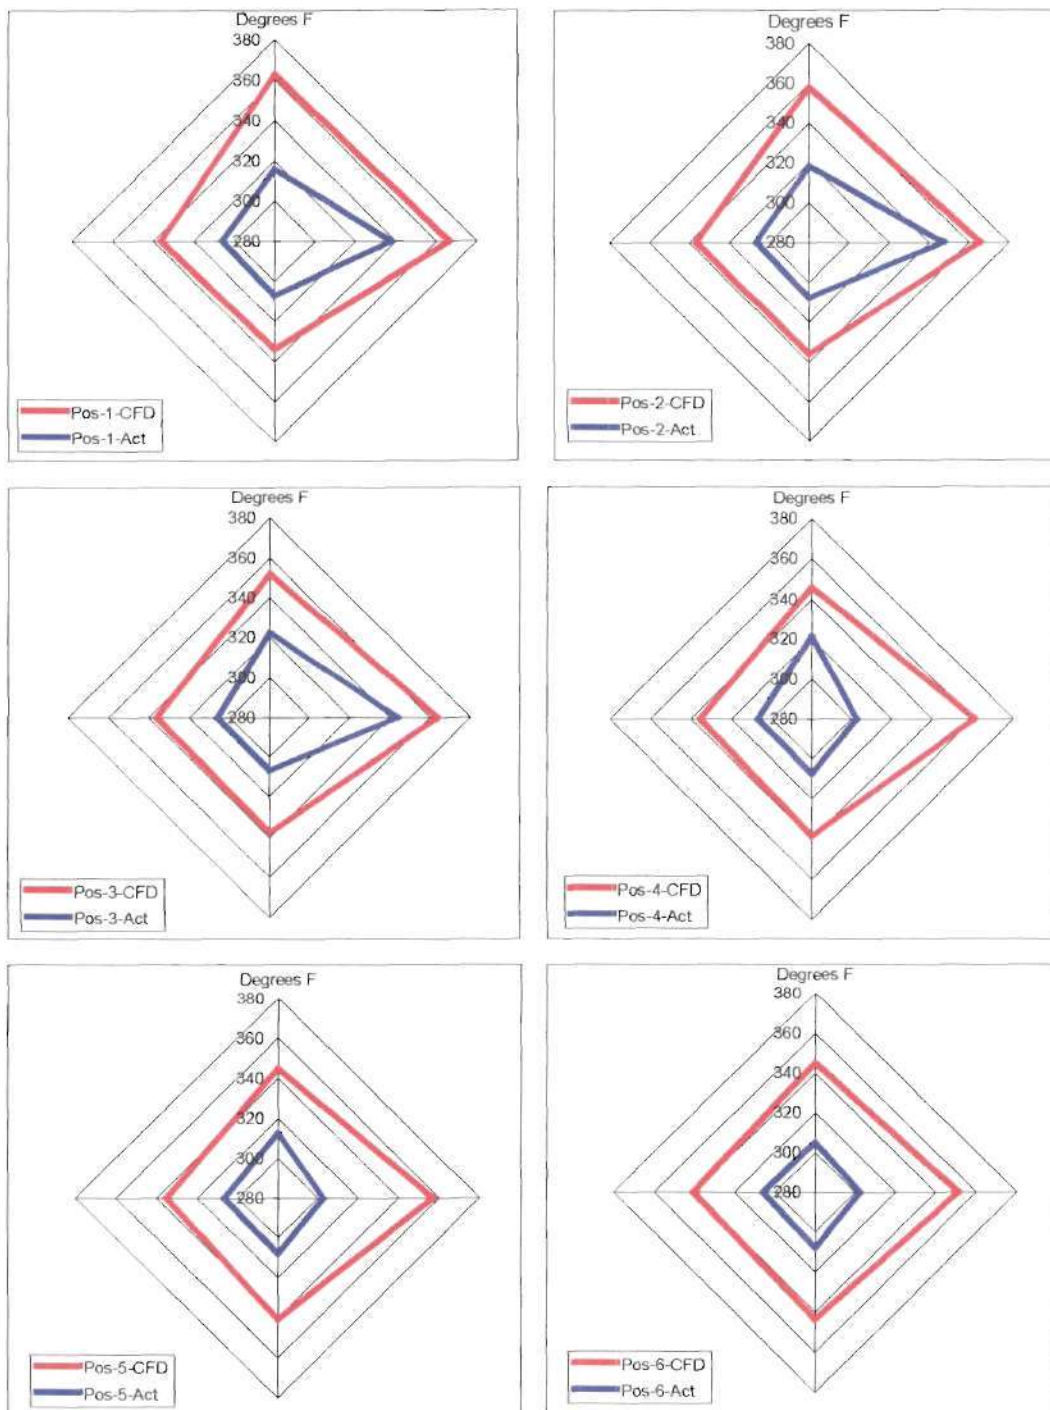 Degrees F
380
360
340
320
300
280
Pos-1-CFD
Pos-1-Act
Degrees F
380
360
340
320
300
280
Pos-2-CFD
Pos-2-Act
Degrees F
380
360
340
320
300
280
Pos-3-CFD
Pos-3-Act
Degrees F
380
360
340
320
300
280
Pos-4-CFD
Pos-4-Act
Degrees F
380
360
340
320
300
280
Pos-5-CFD
Pos-5-Act
Degrees F
380
360
340
320
300
280
Pos-6-CFD
Pos-6-Act